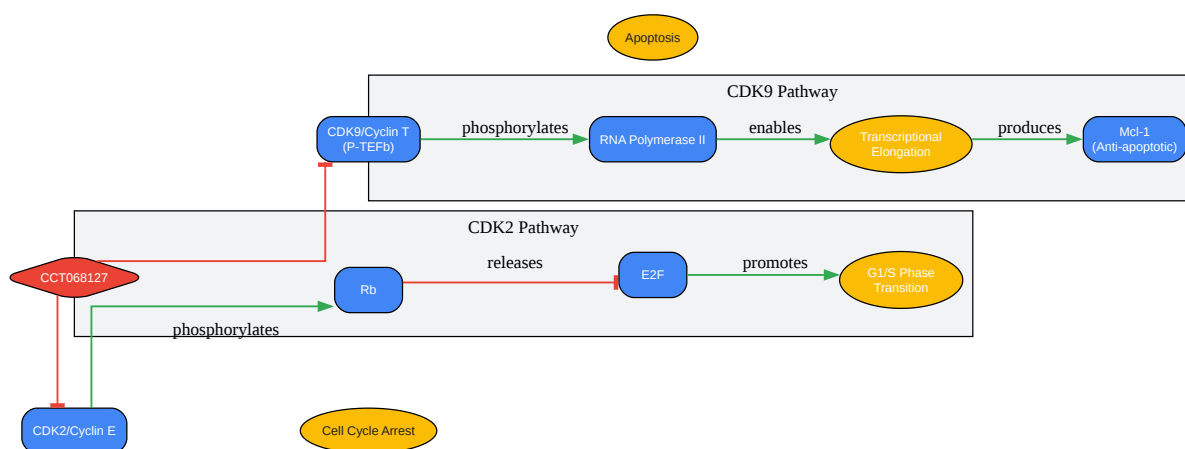 Apoptosis
CDK9 Pathway
CDK9/Cyclin T
(P-TEFb)
phosphorylates
RNA Polymerase II
enables
Transcriptional
Elongation
produces
Mcl-1
(Anti-apoptotic)
CDK2 Pathway
CCT068127
Rb
releases
E2F
promotes
G1/S Phase
Transition
phosphorylates
CDK2/Cyclin E
Cell Cycle Arrest